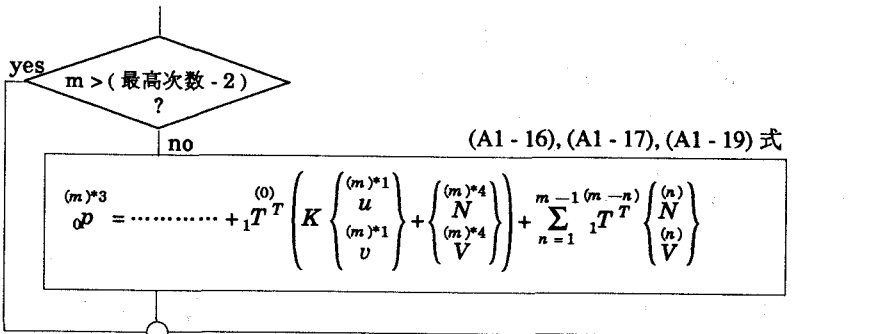 yes
m > ( 最高次数 - 2 )
?
no
(A1 - 16), (A1 - 17), (A1 - 19) 式
₀p^{(m)*3} = ············ + ₁T^{(0) T} ( K { u^{(m)*1} v^{(m)*1} } + { N^{(m)*4} V^{(m)*4} } ) + Σ_{n = 1}^{m - 1} ₁T^{(m - n) T} { N^{(n)} V^{(n)} }